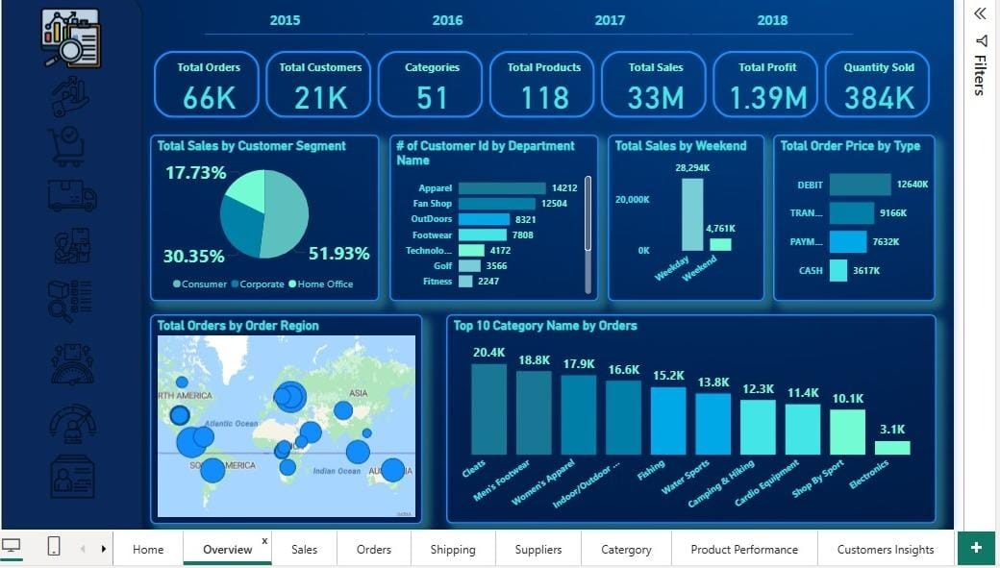 2015 2016 2017 2018
Total Orders
66K
Total Customers
21K
Categories
51
Total Products
118
Total Sales
33M
Total Profit
1.39M
Quantity Sold
384K
Filters
Total Sales by Customer Segment
17.73%
30.35%
51.93%
Consumer Corporate Home Office
# of Customer Id by Department
Name
Apparel 14212
Fan Shop 12504
OutDoors 8321
Footwear 7808
Technolo... 4172
Golf 3566
Fitness 2247
Total Sales by Weekend
28,294K
20,000K
4,761K
0K
Weekday
Weekend
Total Order Price by Type
DEBIT 12640K
TRAN... 9166K
PAYM... 7632K
CASH 3617K
Total Orders by Order Region
RTH AMERICA
ASIA
Atlantic Ocean
SO MERICA
Indian Ocean
AU IA
Top 10 Category Name by Orders
20.4K
18.8K
17.9K
16.6K
15.2K
13.8K
12.3K
11.4K
10.1K
3.1K
Cleats
Men's Footwear
Women's Apparel
Indoor/Outdoor ...
Fishing
Water Sports
Camping & Hiking
Cardio Equipment
Shop By Sport
Electronics
Home Overview x Sales Orders Shipping Suppliers Catergory Product Performance Customers Insights +